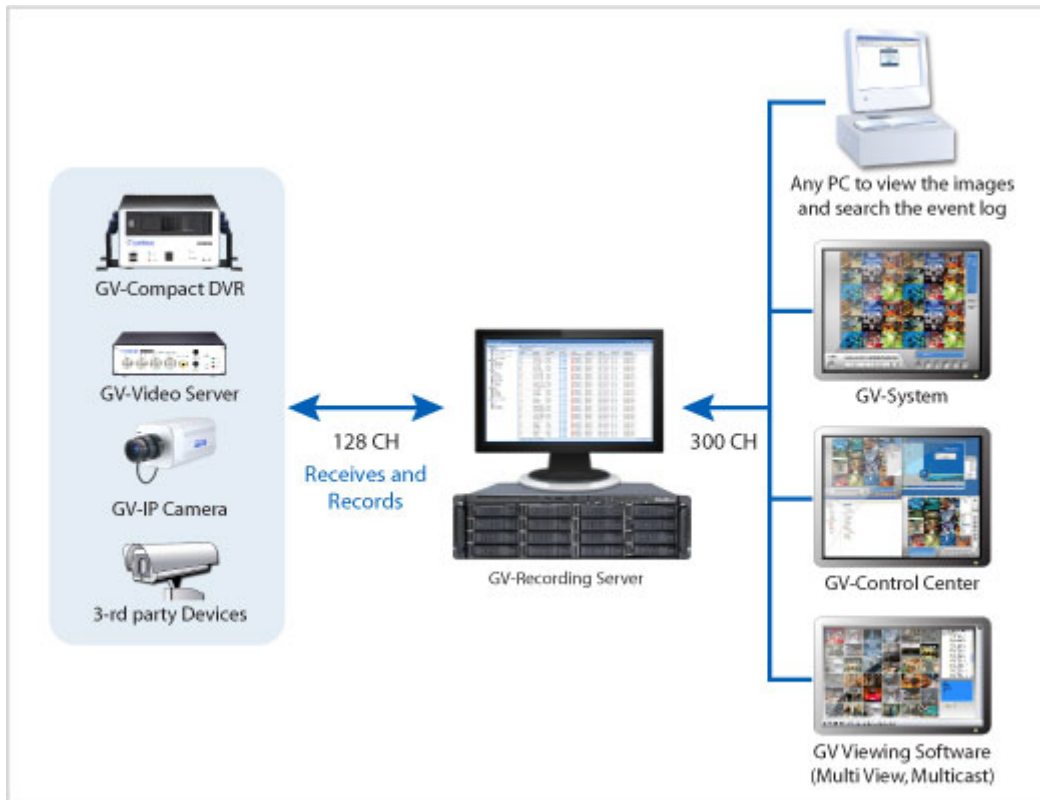 GV-Compact DVR
GV-Video Server
GV-IP Camera
3-rd party Devices
128 CH
Receives and
Records
GV-Recording Server
300 CH
Any PC to view the images
and search the event log
GV-System
GV-Control Center
GV Viewing Software
(Multi View, Multicast)